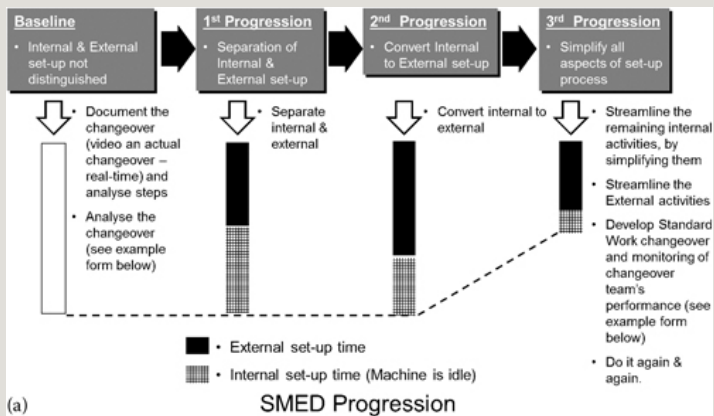 Baseline
• Internal & External
set-up not
distinguished
1st Progression
• Separation of
Internal &
External set-up
2nd Progression
• Convert Internal
to External set-up
3rd Progression
• Simplify all
aspects of set-up
process
• Document the
changeover
(video an actual
changeover –
real-time) and
analyse steps
• Analyse the
changeover
(see example
form below)
• Separate
internal &
external
• Convert internal to
external
• Streamline the
remaining internal
activities, by
simplifying them
• Streamline the
External activities
• Develop Standard
Work changeover
and monitoring of
changeover
team's
performance (see
example form
below)
• Do it again &
again.
• External set-up time
• Internal set-up time (Machine is idle)
(a)
SMED Progression